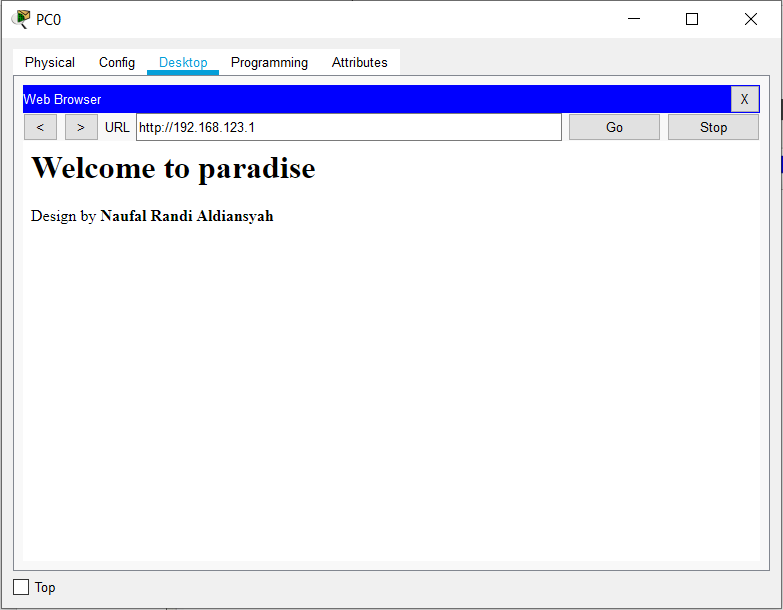 PC0
Physical Config Desktop Programming Attributes
Web Browser X
< > URL http://192.168.123.1 Go Stop
Welcome to paradise
Design by Naufal Randi Aldiansyah
Top